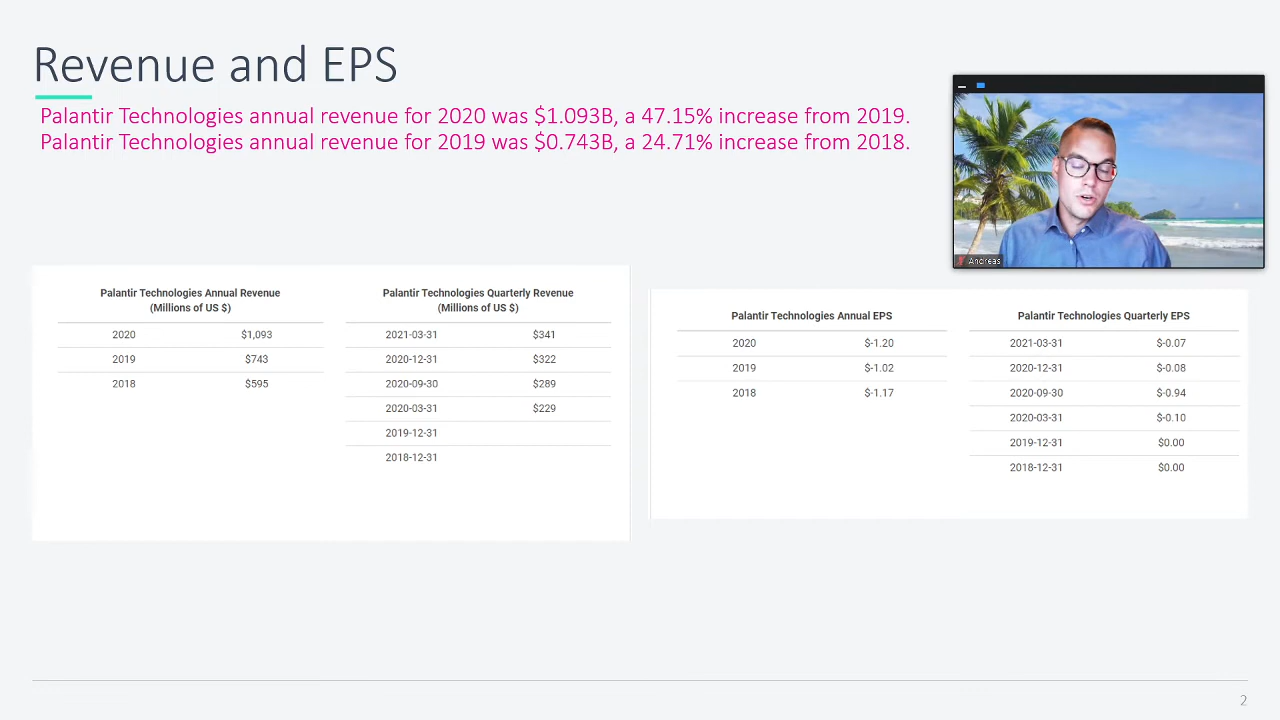 Revenue and EPS
Palantir Technologies annual revenue for 2020 was $1.093B, a 47.15% increase from 2019.
Palantir Technologies annual revenue for 2019 was $0.743B, a 24.71% increase from 2018.
Andreas
Palantir Technologies Annual Revenue
(Millions of US $)
2020 $1,093
2019 $743
2018 $595
Palantir Technologies Quarterly Revenue
(Millions of US $)
2021-03-31 $341
2020-12-31 $322
2020-09-30 $289
2020-03-31 $229
2019-12-31
2018-12-31
Palantir Technologies Annual EPS
2020 $-1.20
2019 $-1.02
2018 $-1.17
Palantir Technologies Quarterly EPS
2021-03-31 $-0.07
2020-12-31 $-0.08
2020-09-30 $-0.94
2020-03-31 $-0.10
2019-12-31 $0.00
2018-12-31 $0.00
2